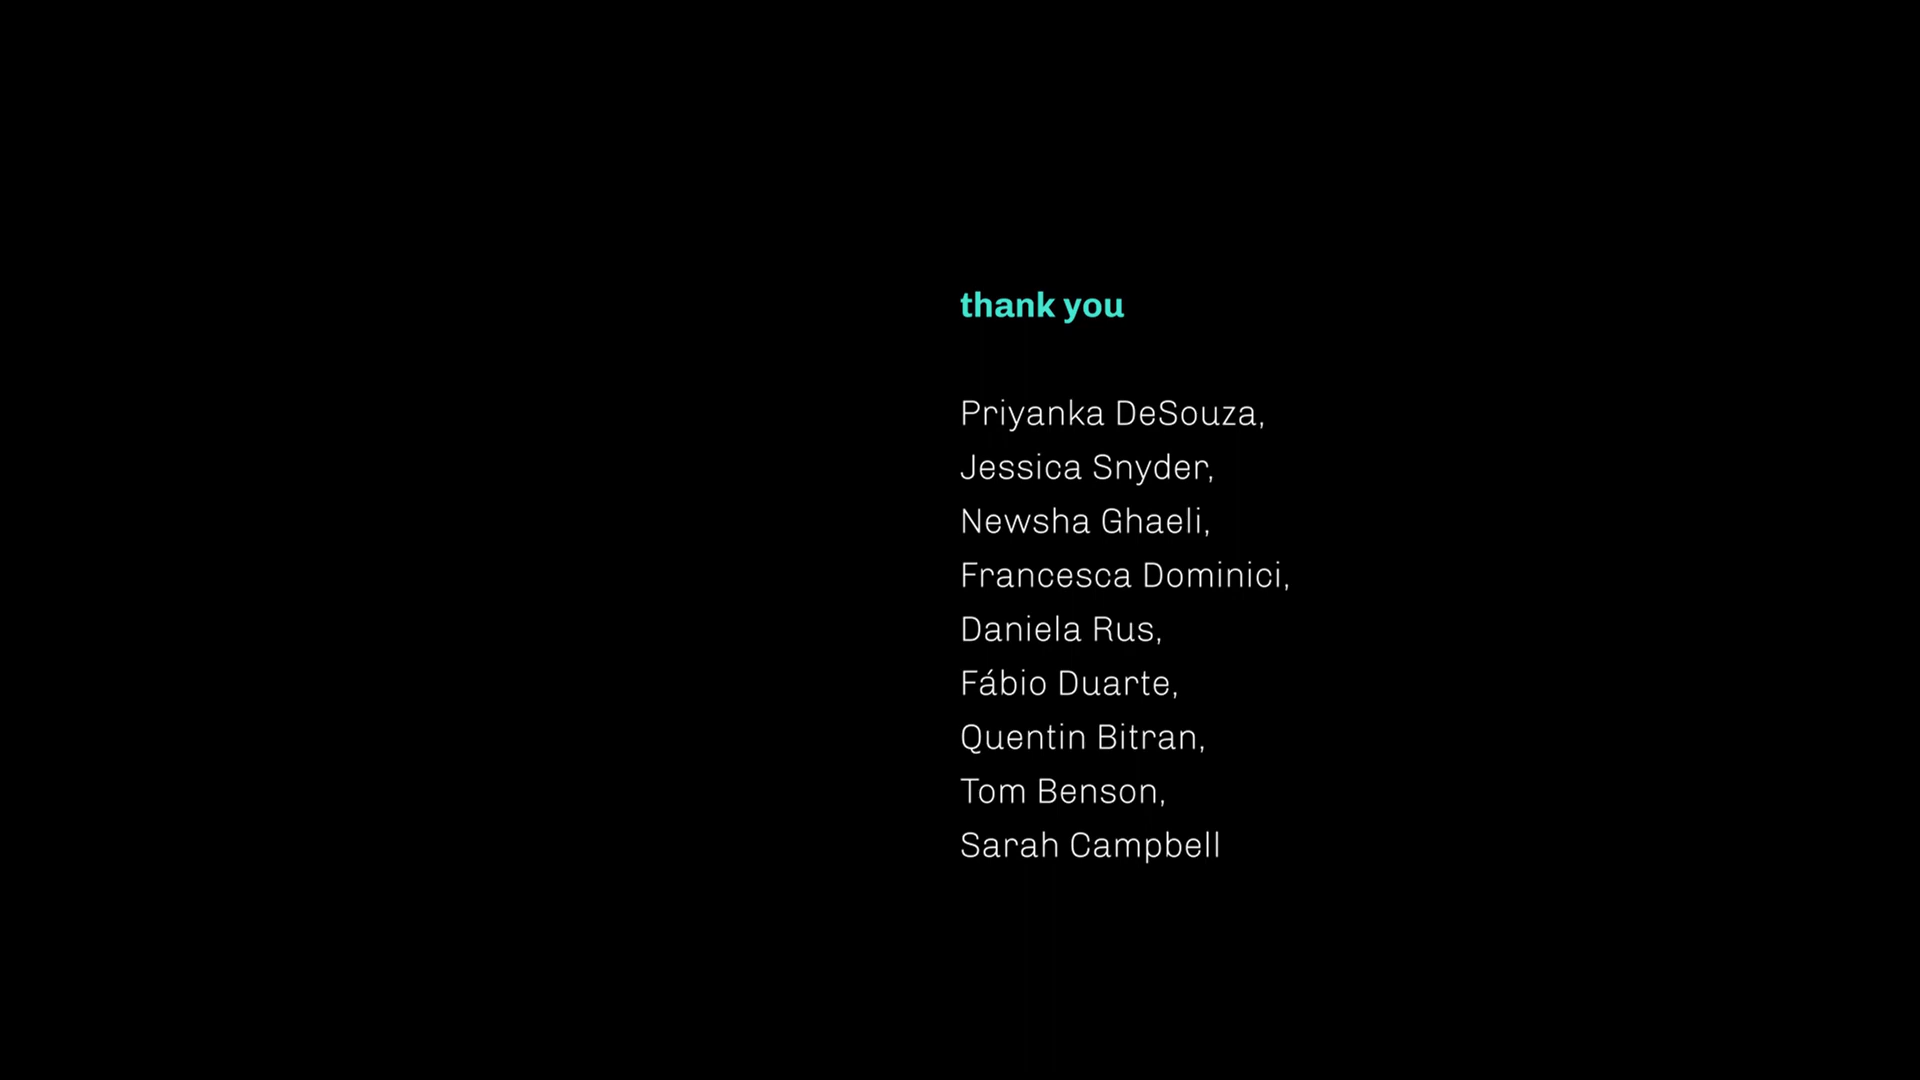 thank you
Priyanka DeSouza,
Jessica Snyder,
Newsha Ghaeli,
Francesca Dominici,
Daniela Rus,
Fábio Duarte,
Quentin Bitran,
Tom Benson,
Sarah Campbell